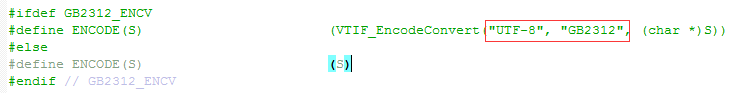 #ifdef GB2312_ENCV
#define ENCODE(S) (VTIF_EncodeConvert("UTF-8", "GB2312", (char *)S))
#else
#define ENCODE(S) (S)
#endif // GB2312_ENCV